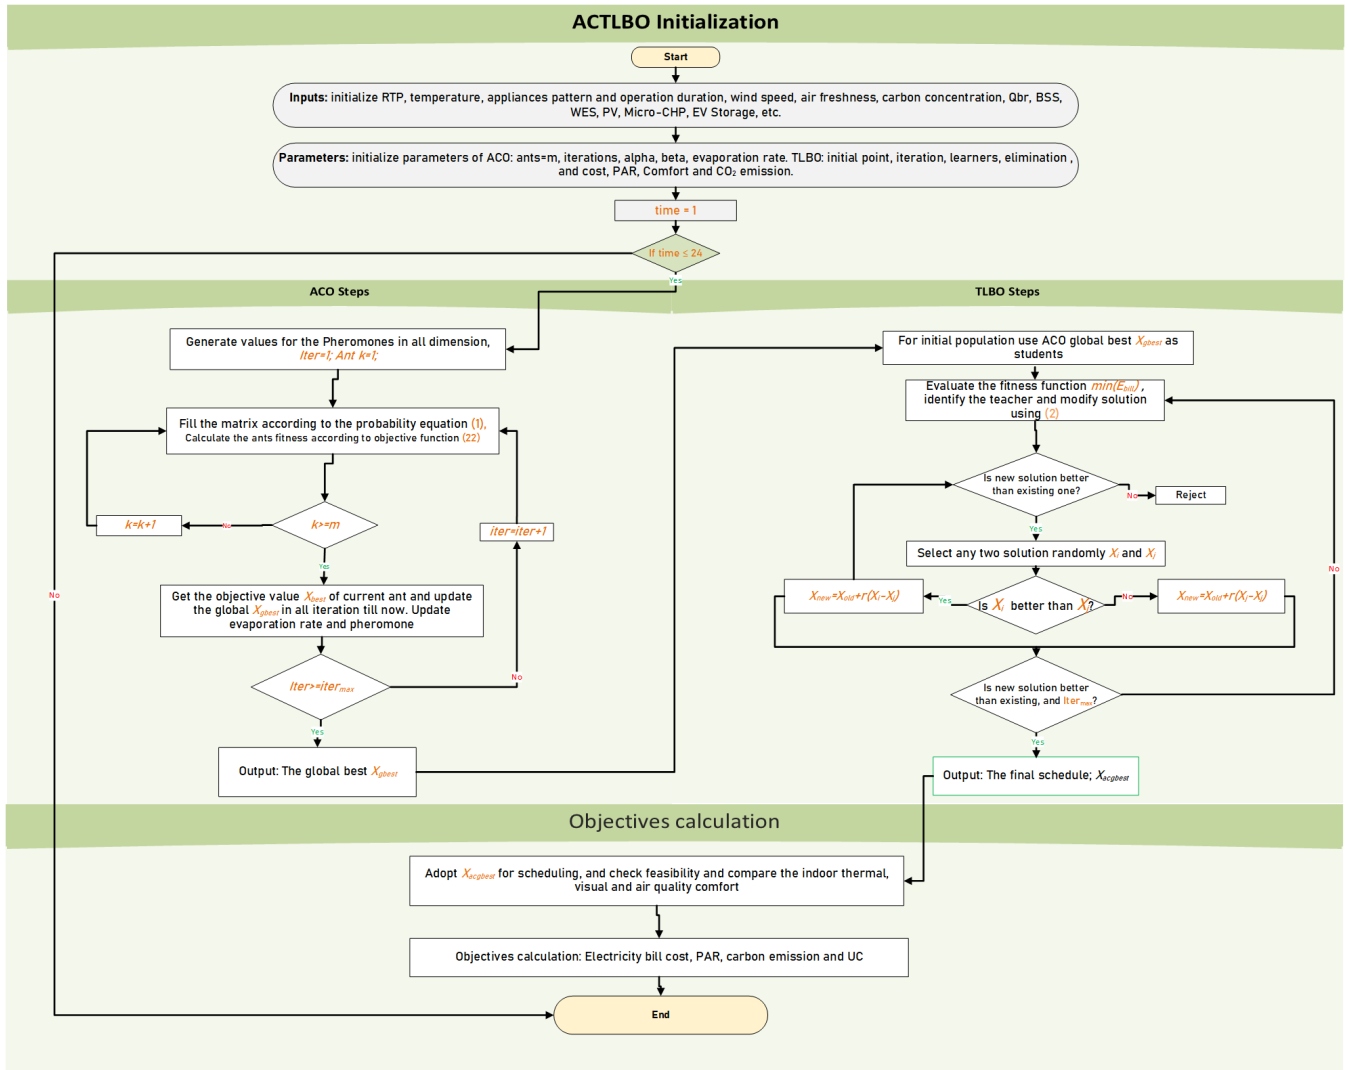 ACTLBO Initialization
Start
Inputs: initialize RTP, temperature, appliances pattern and operation duration, wind speed, air freshness, carbon concentration, Qbr, BSS,
WES, PV, Micro-CHP, EV Storage, etc.
Parameters: initialize parameters of ACO: ants=m, iterations, alpha, beta, evaporation rate. TLBO: initial point, iteration, learners, elimination ,
and cost, PAR, Comfort and CO₂ emission.
time = 1
If time ≤ 24
Yes
No
ACO Steps
Generate values for the Pheromones in all dimension,
Iter=1; Ant k=1;
Fill the matrix according to the probability equation (1),
Calculate the ants fitness according to objective function (22)
k=k+1
No
k>=m
iter=iter+1
Yes
Get the objective value Xbest of current ant and update
the global Xgbest in all iteration till now. Update
evaporation rate and pheromone
Iter>=itermax
No
Yes
Output: The global best Xgbest
TLBO Steps
For initial population use ACO global best Xgbest as
students
Evaluate the fitness function min(Ebill) ,
identify the teacher and modify solution
using (2)
Is new solution better
than existing one?
No
Reject
Yes
Select any two solution randomly Xi and Xj
Xnew=Xold+r(Xi-Xj)
Yes
Is Xi better than Xj?
No
Xnew=Xold+r(Xi-Xj)
No
Is new solution better
than existing, and Itermax?
Yes
Output: The final schedule; Xacgbest
Objectives calculation
Adopt Xacgbest for scheduling, and check feasibility and compare the indoor thermal,
visual and air quality comfort
Objectives calculation: Electricity bill cost, PAR, carbon emission and UC
End